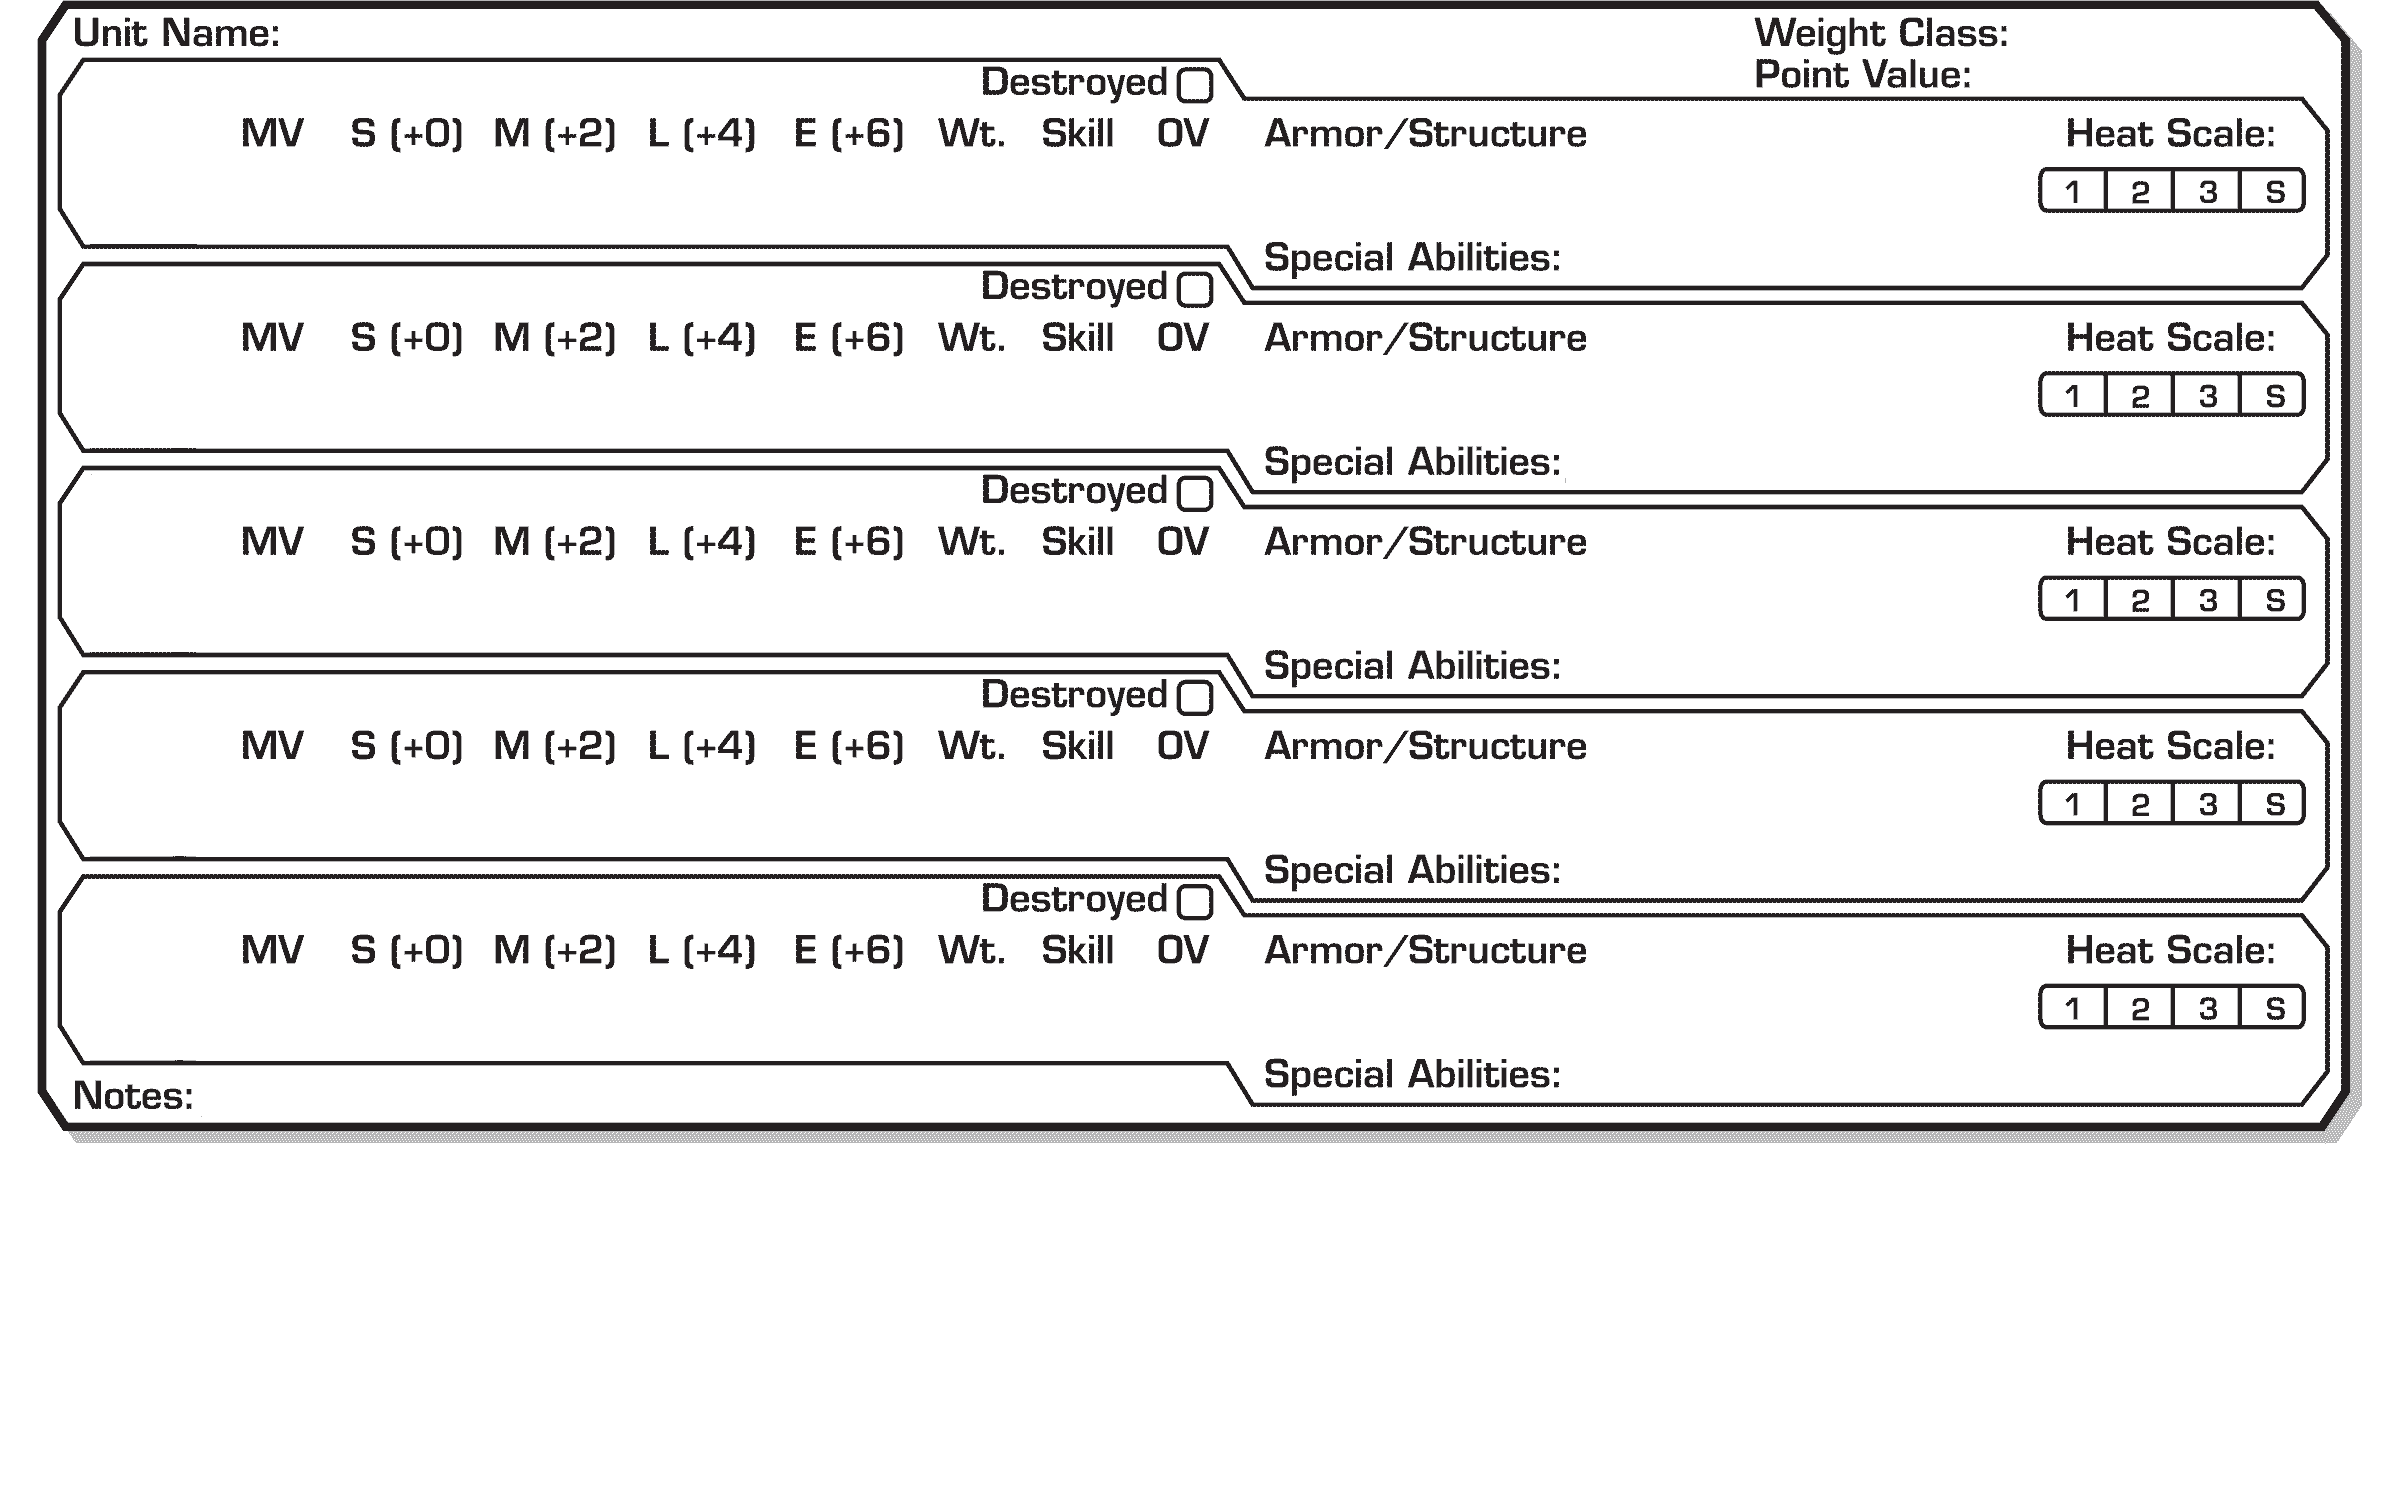 Unit Name: Weight Class:
Point Value:
Destroyed
MV S (+0) M (+2) L (+4) E (+6) Wt. Skill OV Armor/Structure Heat Scale:
1 2 3 S
Special Abilities:
Destroyed
MV S (+0) M (+2) L (+4) E (+6) Wt. Skill OV Armor/Structure Heat Scale:
1 2 3 S
Special Abilities:
Destroyed
MV S (+0) M (+2) L (+4) E (+6) Wt. Skill OV Armor/Structure Heat Scale:
1 2 3 S
Special Abilities:
Destroyed
MV S (+0) M (+2) L (+4) E (+6) Wt. Skill OV Armor/Structure Heat Scale:
1 2 3 S
Special Abilities:
Destroyed
MV S (+0) M (+2) L (+4) E (+6) Wt. Skill OV Armor/Structure Heat Scale:
1 2 3 S
Special Abilities:
Notes: